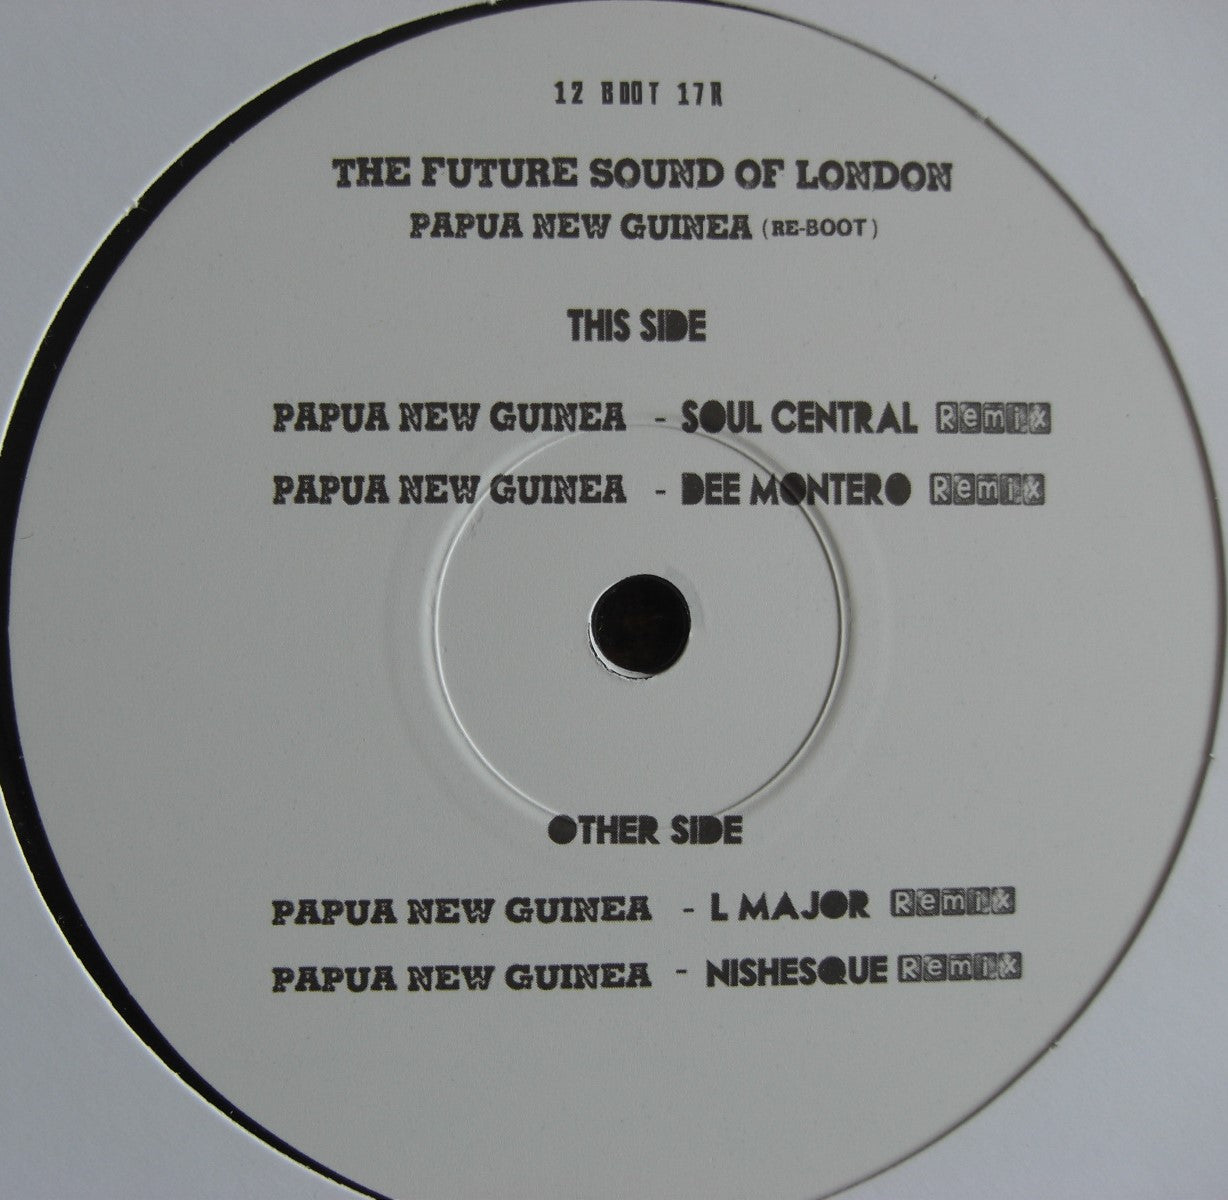 12 BOOT 17R
THE FUTURE SOUND OF LONDON
PAPUA NEW GUINEA (RE-BOOT)
THIS SIDE
PAPUA NEW GUINEA - SOUL CENTRAL Remix
PAPUA NEW GUINEA - DEE MONTERO Remix
OTHER SIDE
PAPUA NEW GUINEA - L MAJOR Remix
PAPUA NEW GUINEA - NISHESQUE Remix